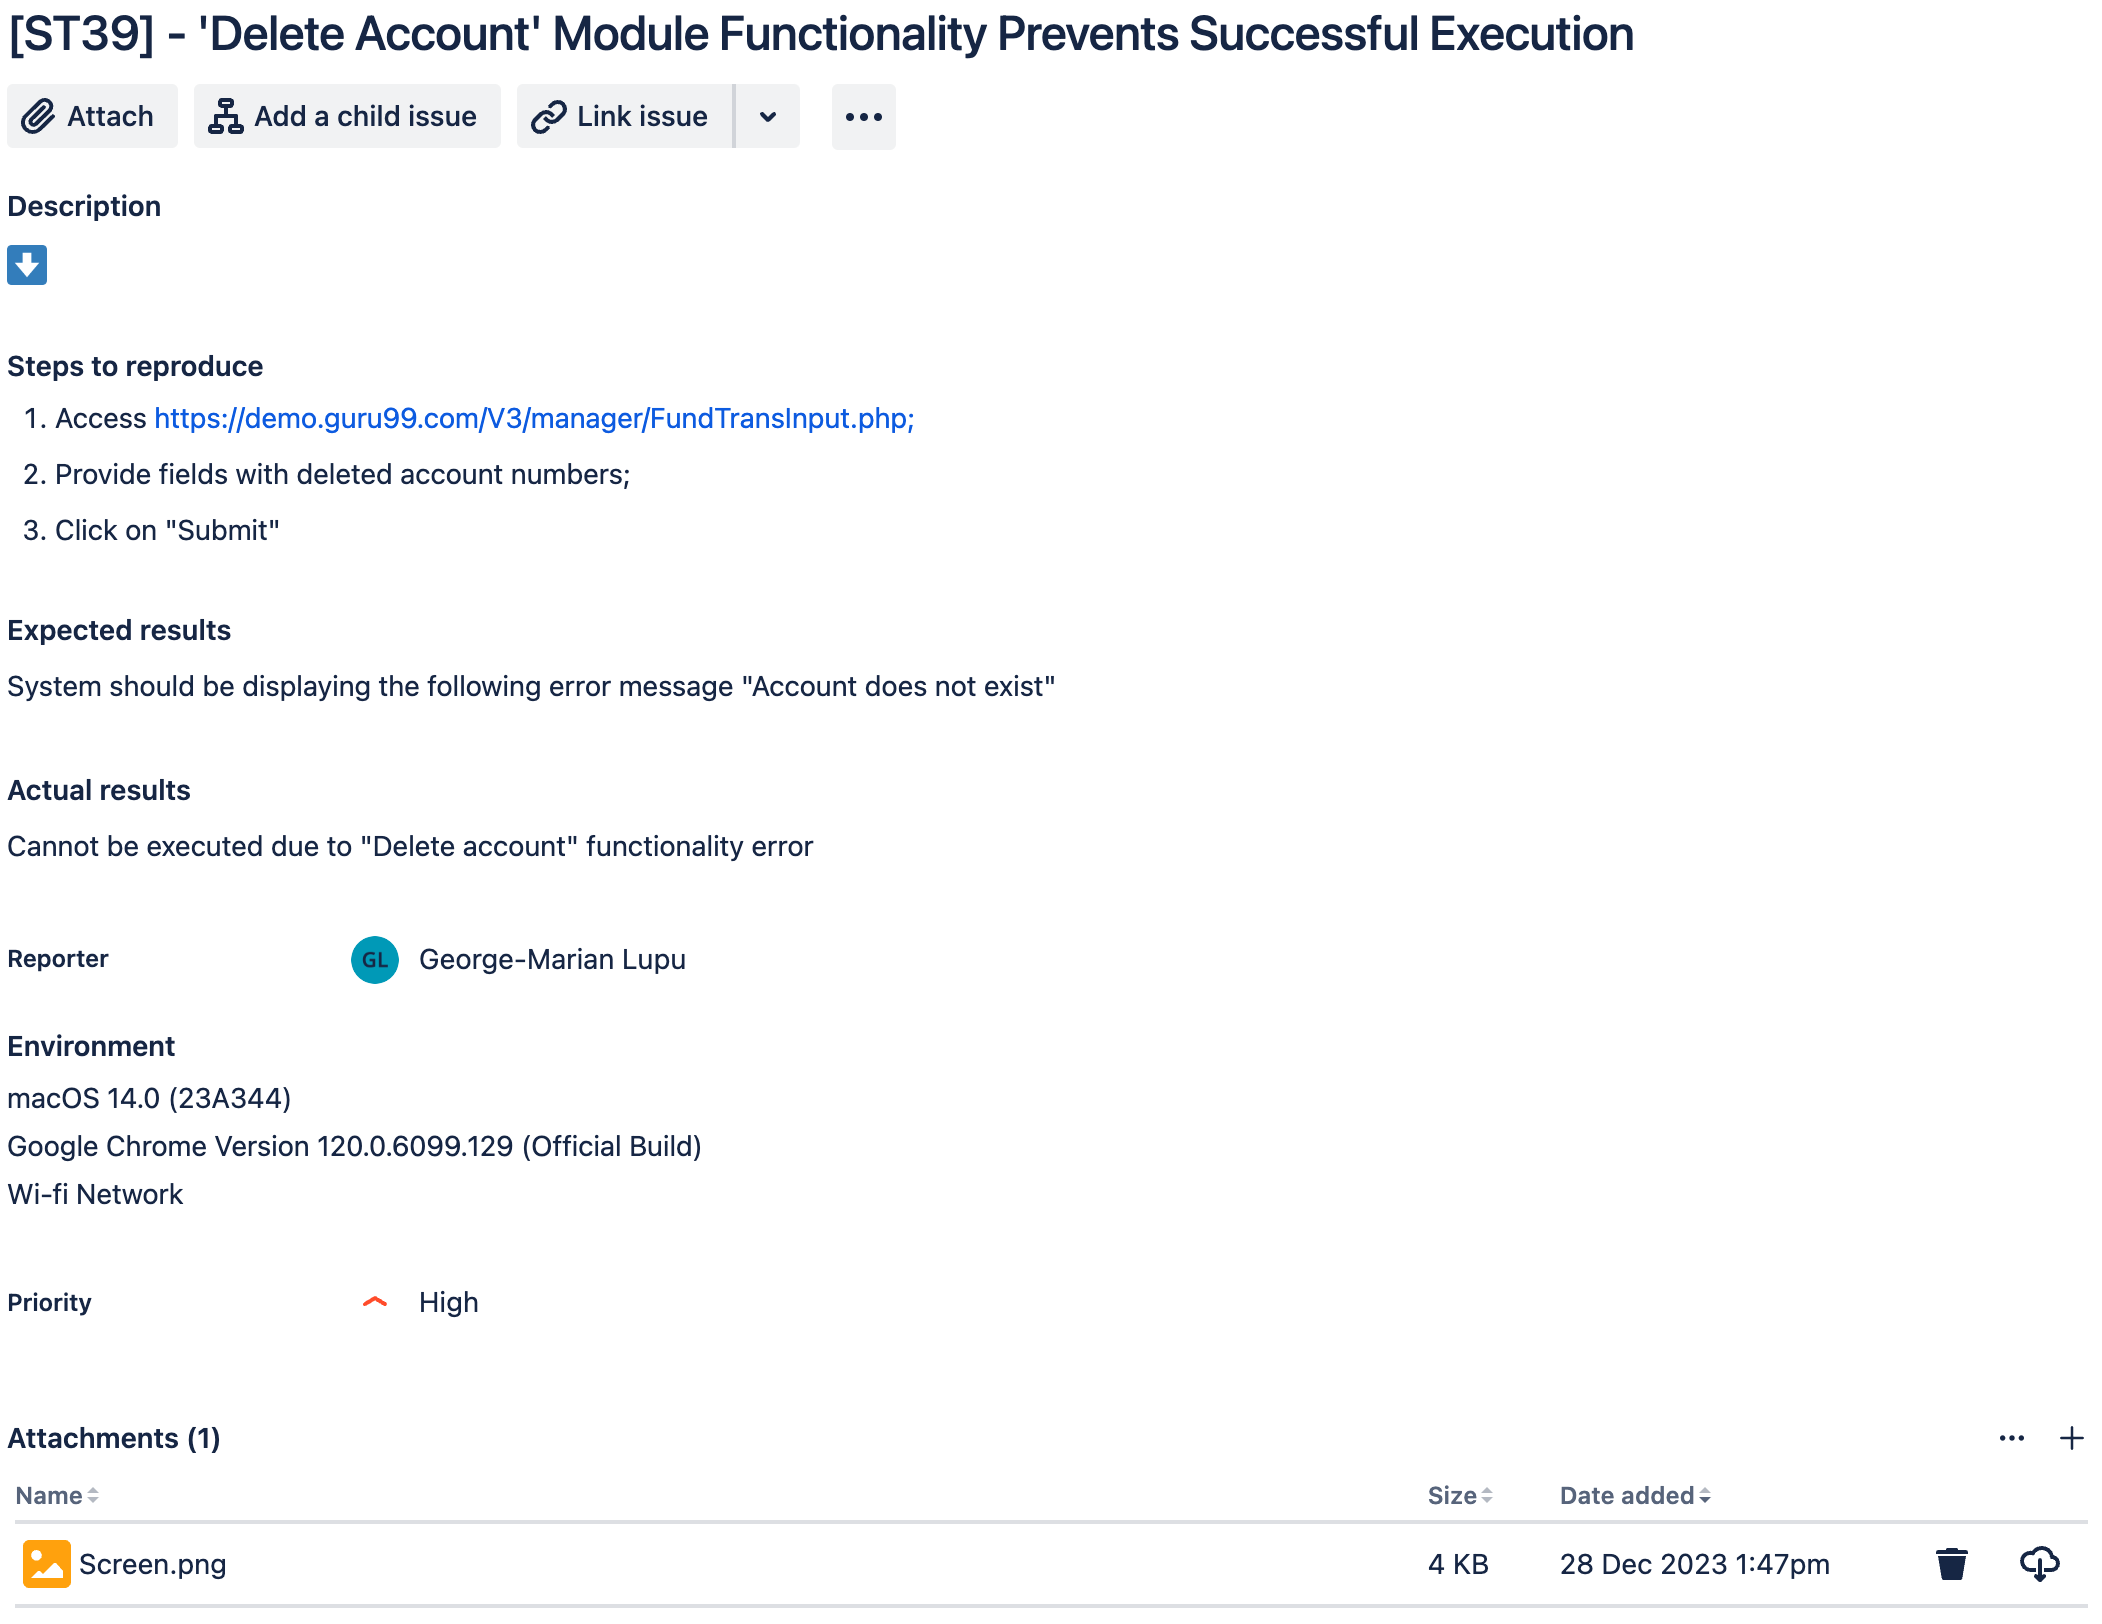 [ST39] - 'Delete Account' Module Functionality Prevents Successful Execution
Attach
Add a child issue
Link issue
Description
Steps to reproduce
1. Access https://demo.guru99.com/V3/manager/FundTransInput.php;
2. Provide fields with deleted account numbers;
3. Click on "Submit"
Expected results
System should be displaying the following error message "Account does not exist"
Actual results
Cannot be executed due to "Delete account" functionality error
Reporter GL George-Marian Lupu
Environment
macOS 14.0 (23A344)
Google Chrome Version 120.0.6099.129 (Official Build)
Wi-fi Network
Priority High
Attachments (1)
Name Size Date added
Screen.png 4 KB 28 Dec 2023 1:47pm